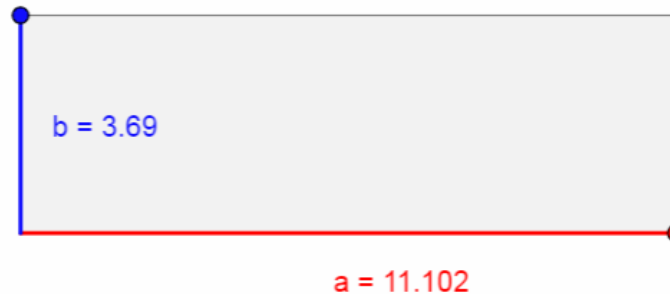 b = 3.69
a = 11.102